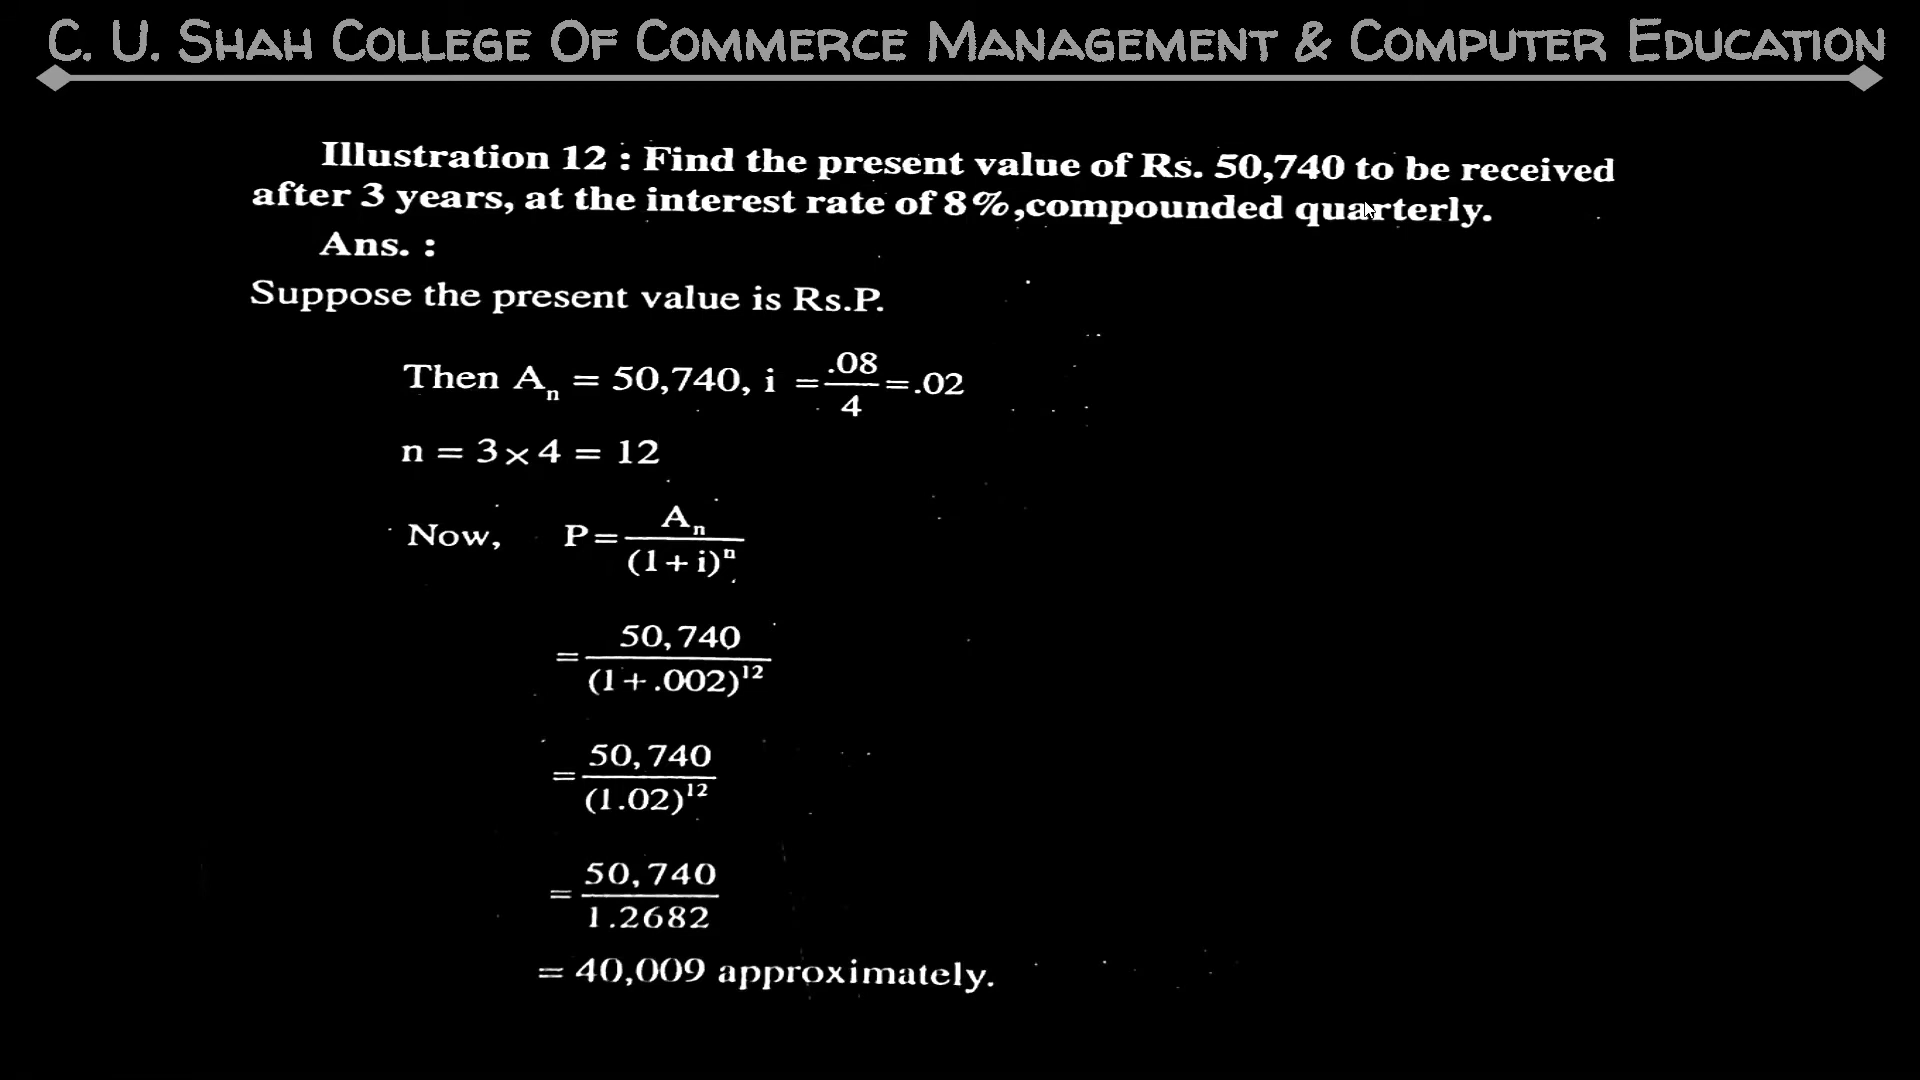 C. U. SHAH COLLEGE OF COMMERCE MANAGEMENT & COMPUTER EDUCATION
Illustration 12 : Find the present value of Rs. 50,740 to be received
after 3 years, at the interest rate of 8%,compounded quarterly.
Ans. :
Suppose the present value is Rs.P.
Then Aₙ = 50,740, i = .08/4 = .02
n = 3 × 4 = 12
Now, P = Aₙ/(1 + i)ⁿ
= 50,740/(1 + .002)¹²
= 50,740/(1.02)¹²
= 50,740/1.2682
= 40,009 approximately.